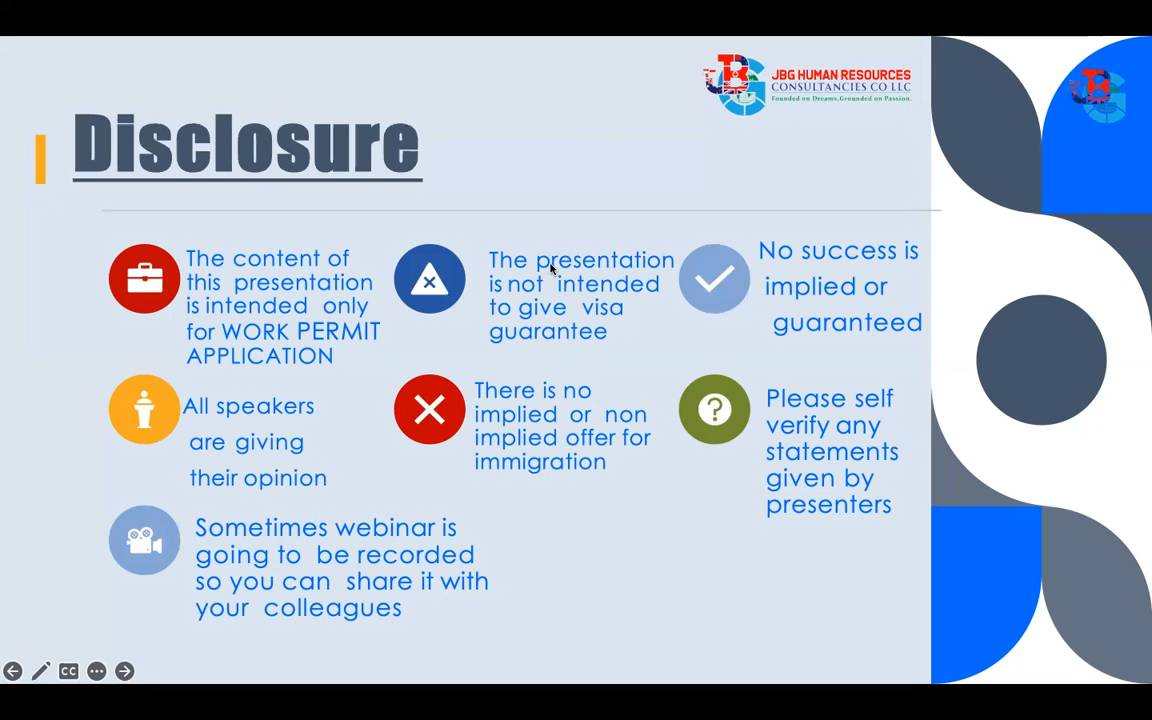 JBG HUMAN RESOURCES
CONSULTANCIES CO LLC
Founded on Dreams,Grounded on Passion.
Disclosure
The content of
this presentation
is intended only
for WORK PERMIT
APPLICATION
The presentation
is not intended
to give visa
guarantee
No success is
implied or
guaranteed
All speakers
are giving
their opinion
There is no
implied or non
implied offer for
immigration
Please self
verify any
statements
given by
presenters
Sometimes webinar is
going to be recorded
so you can share it with
your colleagues
CC